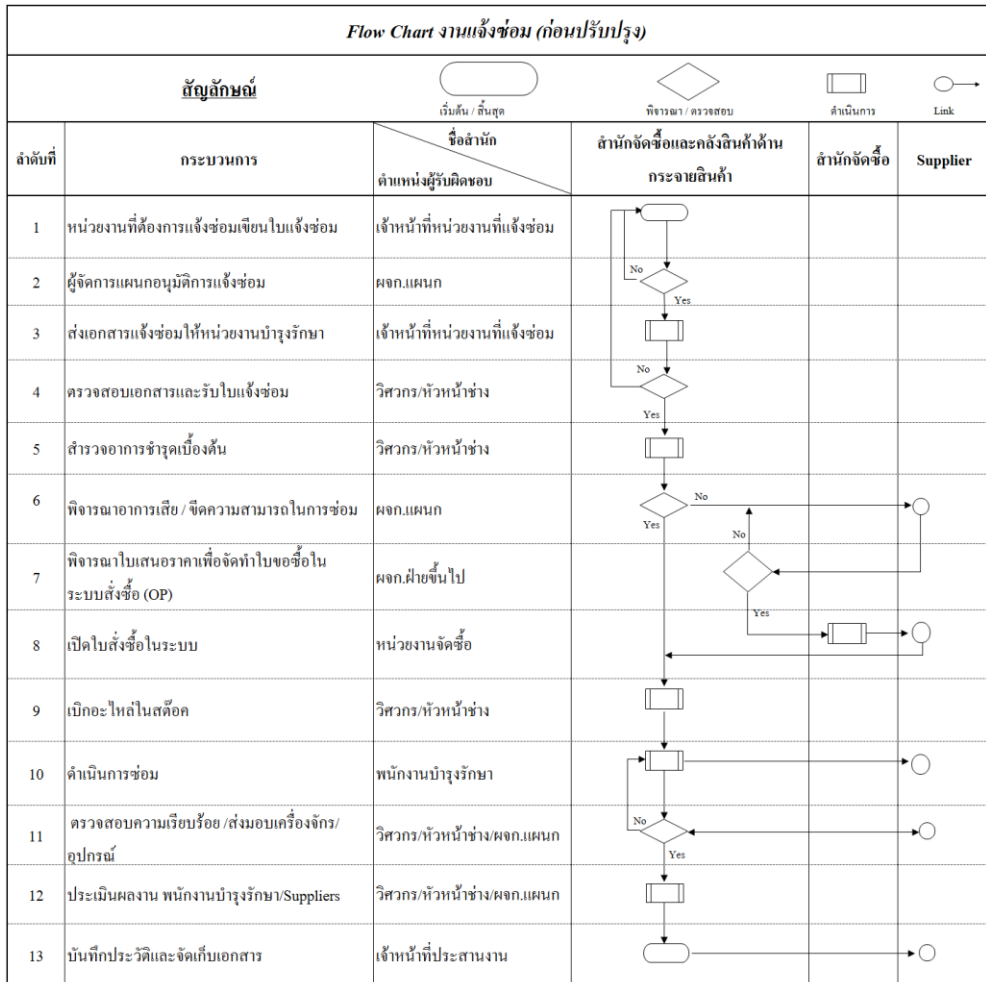 Flow Chart งานแจ้งซ่อม (ก่อนปรับปรุง)
สัญลักษณ์
เริ่มต้น / สิ้นสุด
พิจารณา / ตรวจสอบ
ดำเนินการ
Link
ลำดับที่
กระบวนการ
ชื่อสำนัก
ตำแหน่งผู้รับผิดชอบ
สำนักจัดซื้อและคลังสินค้าด้าน
กระจายสินค้า
สำนักจัดซื้อ
Supplier
1
หน่วยงานที่ต้องการแจ้งซ่อมเขียนใบแจ้งซ่อม
เจ้าหน้าที่หน่วยงานที่แจ้งซ่อม
2
ผู้จัดการแผนกอนุมัติการแจ้งซ่อม
ผจก.แผนก
No
Yes
3
ส่งเอกสารแจ้งซ่อมให้หน่วยงานบำรุงรักษา
เจ้าหน้าที่หน่วยงานที่แจ้งซ่อม
4
ตรวจสอบเอกสารและรับใบแจ้งซ่อม
วิศวกร/หัวหน้าช่าง
No
Yes
5
สำรวจอาการชำรุดเบื้องต้น
วิศวกร/หัวหน้าช่าง
6
พิจารณาอาการเสีย / ขีดความสามารถในการซ่อม
ผจก.แผนก
No
Yes
No
7
พิจารณาใบเสนอราคาเพื่อจัดทำใบขอซื้อใน
ระบบสั่งซื้อ (OP)
ผจก.ฝ่ายขึ้นไป
Yes
8
เปิดใบสั่งซื้อในระบบ
หน่วยงานจัดซื้อ
9
เบิกอะไหล่ในสต๊อค
วิศวกร/หัวหน้าช่าง
10
ดำเนินการซ่อม
พนักงานบำรุงรักษา
11
ตรวจสอบความเรียบร้อย /ส่งมอบเครื่องจักร/
อุปกรณ์
วิศวกร/หัวหน้าช่าง/ผจก.แผนก
No
Yes
12
ประเมินผลงาน พนักงานบำรุงรักษา/Suppliers
วิศวกร/หัวหน้าช่าง/ผจก.แผนก
13
บันทึกประวัติและจัดเก็บเอกสาร
เจ้าหน้าที่ประสานงาน